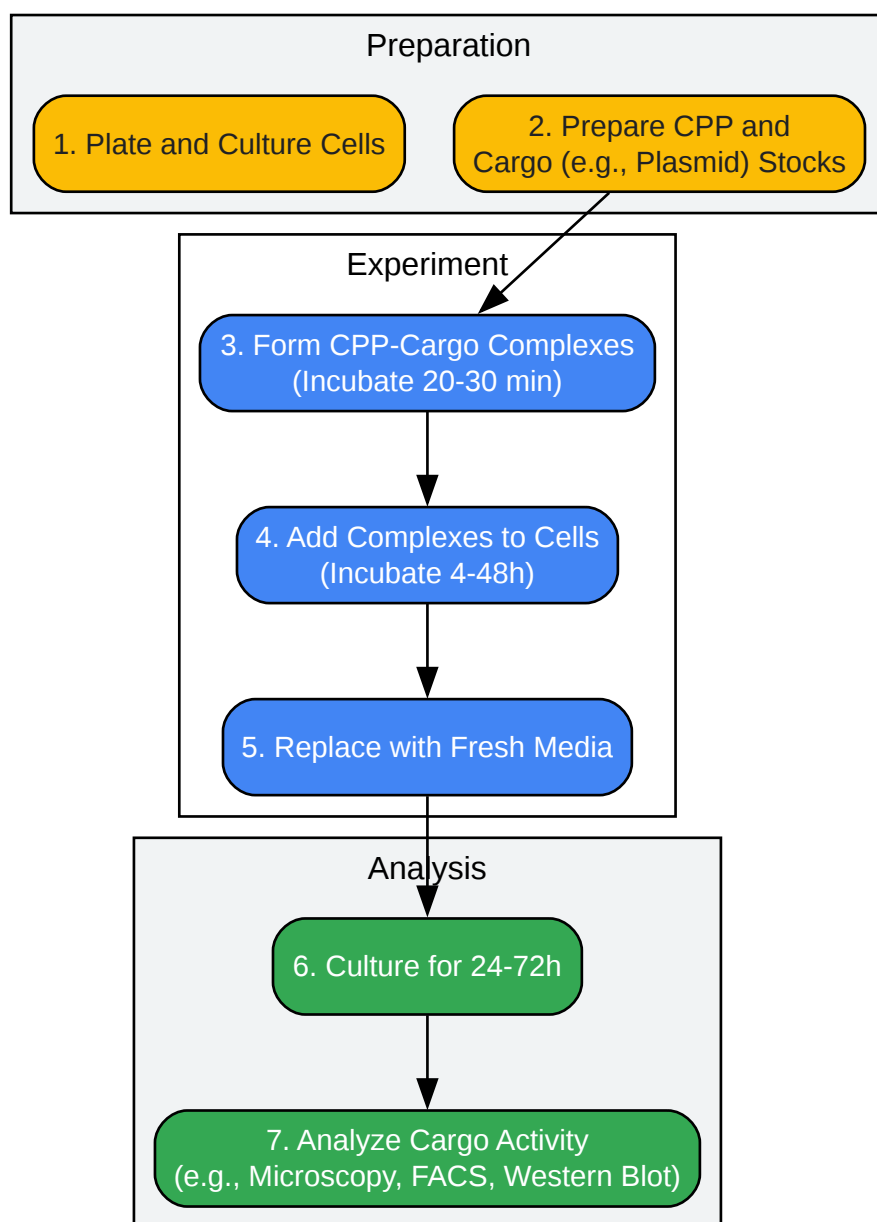 Preparation
1. Plate and Culture Cells
2. Prepare CPP and
Cargo (e.g., Plasmid) Stocks
Experiment
3. Form CPP-Cargo Complexes
(Incubate 20-30 min)
4. Add Complexes to Cells
(Incubate 4-48h)
5. Replace with Fresh Media
Analysis
6. Culture for 24-72h
7. Analyze Cargo Activity
(e.g., Microscopy, FACS, Western Blot)